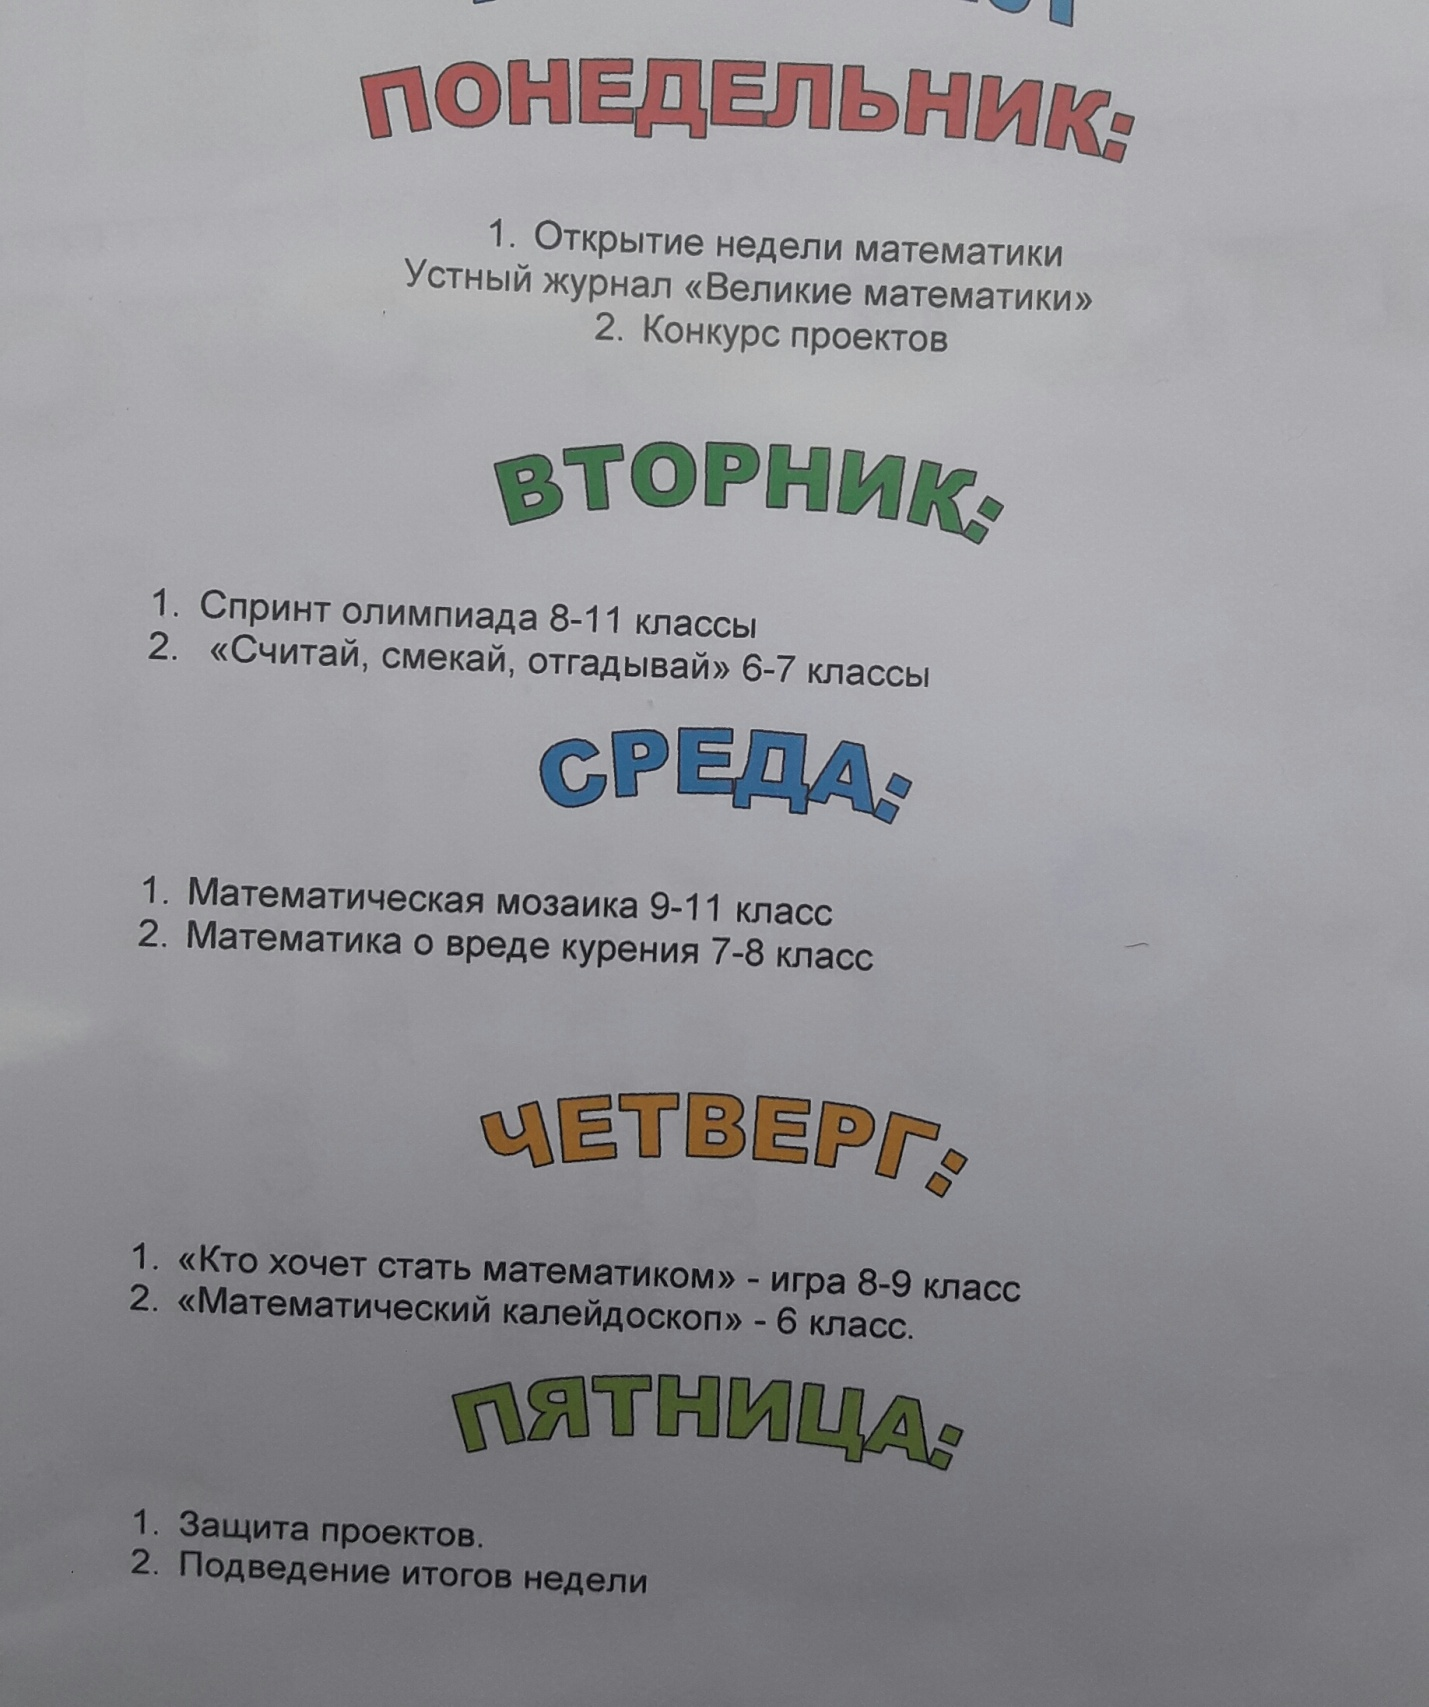 ПОНЕДЕЛЬНИК:
1. Открытие недели математики
Устный журнал «Великие математики»
2. Конкурс проектов
ВТОРНИК:
1. Спринт олимпиада 8-11 классы
2. «Считай, смекай, отгадывай» 6-7 классы
СРЕДА:
1. Математическая мозаика 9-11 класс
2. Математика о вреде курения 7-8 класс
ЧЕТВЕРГ:
1. «Кто хочет стать математиком» - игра 8-9 класс
2. «Математический калейдоскоп» - 6 класс.
ПЯТНИЦА:
1. Защита проектов.
2. Подведение итогов недели